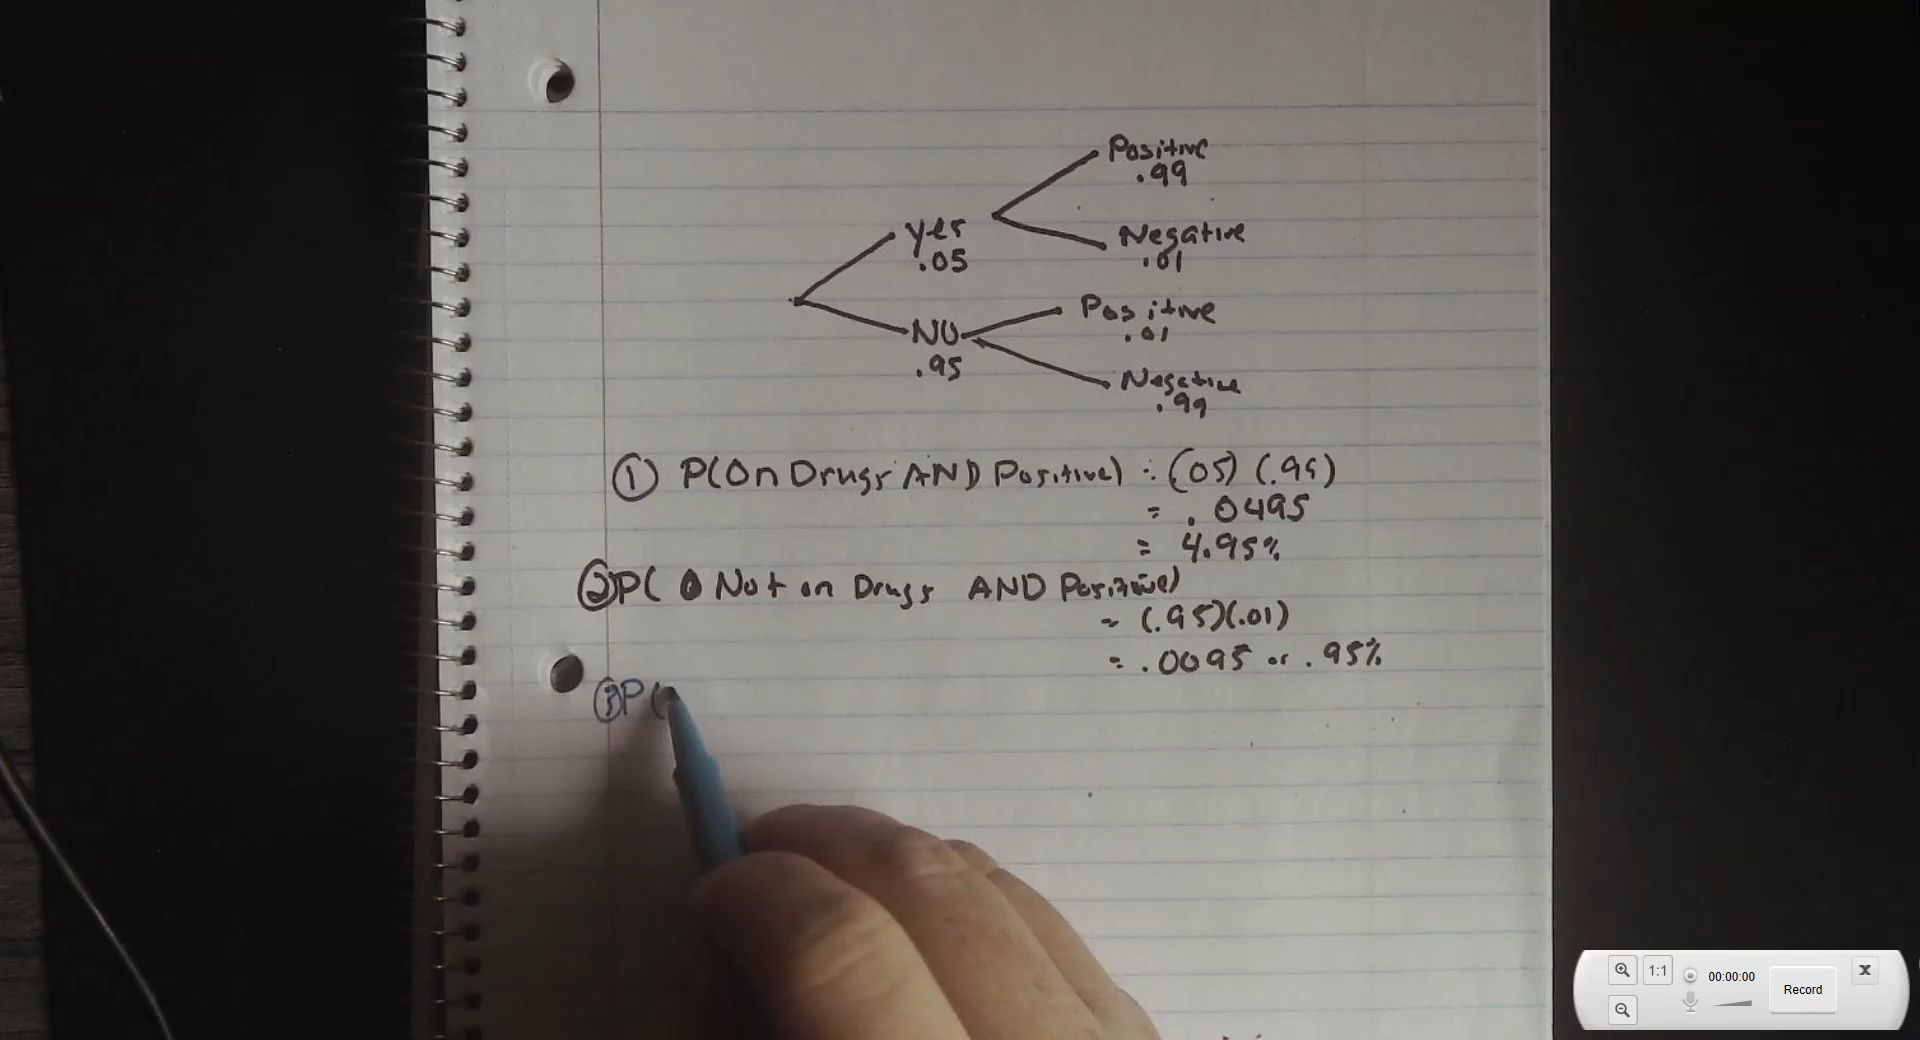 Positive
.99
yes
.05
Negative
.01
Positive
.01
NO
.95
Negative
.99
① P(On Drugs AND Positive) = (.05) (.99)
= .0495
= 4.95%
② P( Not on Drugs AND Positive)
= (.95)(.01)
= .0095 or .95%
③ P(
1:1
00:00:00
Record
X